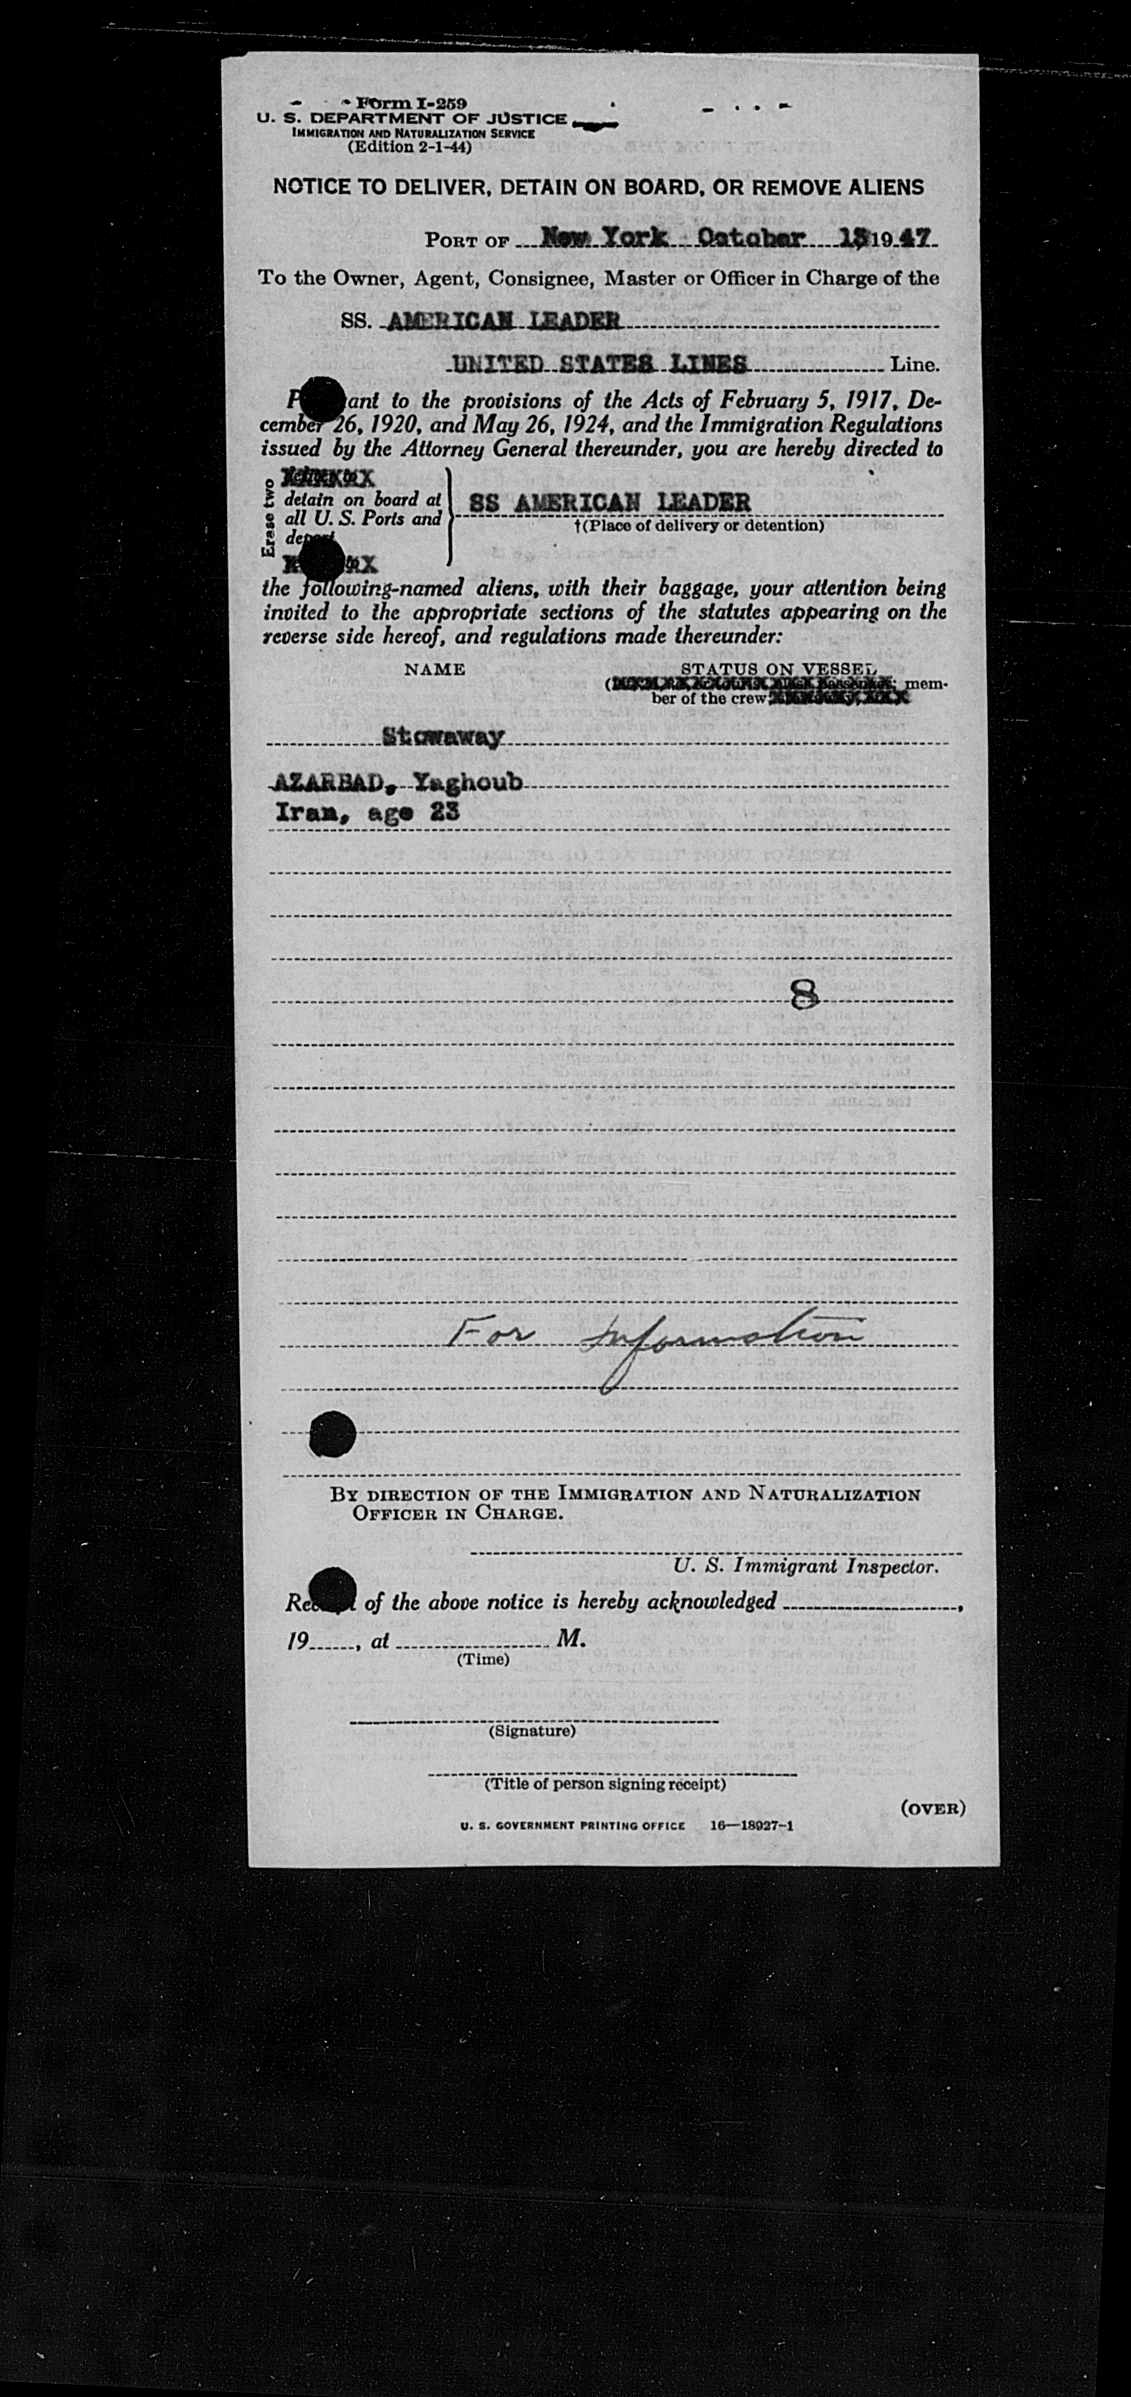 Form I-259
U. S. DEPARTMENT OF JUSTICE
IMMIGRATION AND NATURALIZATION SERVICE
(Edition 2-1-44)
NOTICE TO DELIVER, DETAIN ON BOARD, OR REMOVE ALIENS
PORT OF New York October 1947
To the Owner, Agent, Consignee, Master or Officer in Charge of the
SS. AMERICAN LEADER
UNITED STATES LINES Line.
to the provisions of the Acts of February 5, 1917, De-
cember 26, 1920, and May 26, 1924, and the Immigration Regulations
issued by the Attorney General thereunder, you are hereby directed to
Erase two
detain on board at
all U. S. Ports and
SS AMERICAN LEADER
†(Place of delivery or detention)
the following-named aliens, with their baggage, your attention being
invited to the appropriate sections of the statutes appearing on the
reverse side hereof, and regulations made thereunder:
NAME STATUS ON VESSEL
mem-
ber of the crew
Stowaway
AZARBAD, Yaghoub
Iran, age 23
8
For Information
BY DIRECTION OF THE IMMIGRATION AND NATURALIZATION
OFFICER IN CHARGE.
U. S. Immigrant Inspector.
of the above notice is hereby acknowledged ,
19 , at M.
(Time)
(Signature)
(Title of person signing receipt)
(OVER)
U. S. GOVERNMENT PRINTING OFFICE 16—18927-1